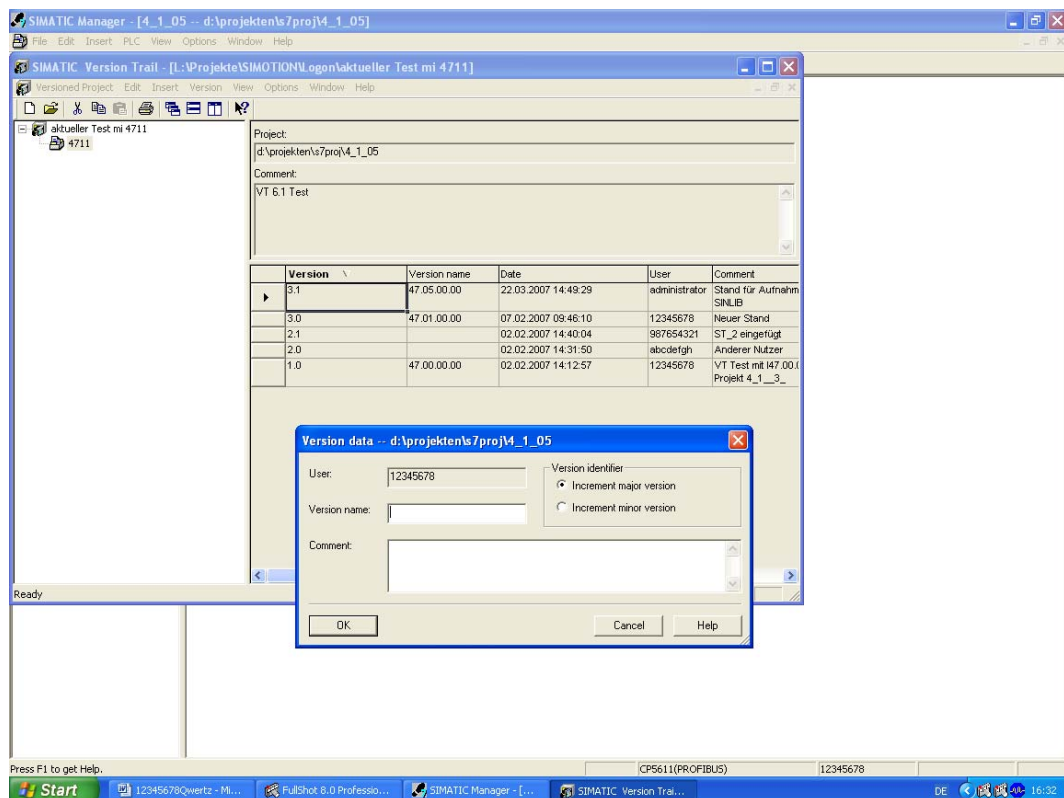 SIMATIC Manager - [4_1_05 -- d:\projekten\s7proj\4_1_05]
File Edit Insert PLC View Options Window Help
SIMATIC Version Trail - [L:\Projekte\SIMOTION\Logon\aktueller Test mi 4711]
Versioned Project Edit Insert Version View Options Window Help
aktueller Test mi 4711
4711
Project:
d:\projekten\s7proj\4_1_05
Comment:
VT 6.1 Test
Version Version name Date User Comment
3.1 47.05.00.00 22.03.2007 14:49:29 administrator Stand für Aufnahm
SINLIB
3.0 47.01.00.00 07.02.2007 09:46:10 12345678 Neuer Stand
2.1 02.02.2007 14:40:04 987654321 ST_2 eingefügt
2.0 02.02.2007 14:31:50 abcdefgh Anderer Nutzer
1.0 47.00.00.00 02.02.2007 14:12:57 12345678 VT Test mit I47.00.0
Projekt 4_1__3_
Version data -- d:\projekten\s7proj\4_1_05
User: 12345678
Version identifier
Increment major version
Version name:
Increment minor version
Comment:
OK Cancel Help
Ready
Press F1 to get Help. CP5611(PROFIBUS) 12345678
Start 12345678Qwertz - Mi... FullShot 8.0 Professio... SIMATIC Manager - [... SIMATIC Version Trai... DE 16:32